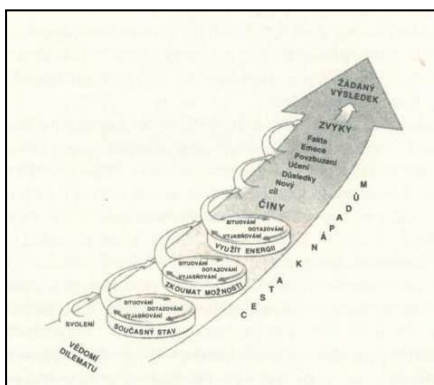 ŽÁDANÝ
VÝSLEDEK
ZVYKY
Fakta
Emoce
Povzbuzení
Učení
Důsledky
Nový
cíl
ČINY
SITUOVÁNÍ
DOTAZOVÁNÍ
VYJASŇOVÁNÍ
VYUŽÍT ENERGII
SITUOVÁNÍ
DOTAZOVÁNÍ
VYJASŇOVÁNÍ
ZKOUMAT MOŽNOSTI
SITUOVÁNÍ
DOTAZOVÁNÍ
VYJASŇOVÁNÍ
SOUČASNÝ STAV
SVOLENÍ
VĚDOMÍ
DILEMATU
CESTA K NÁPADŮM